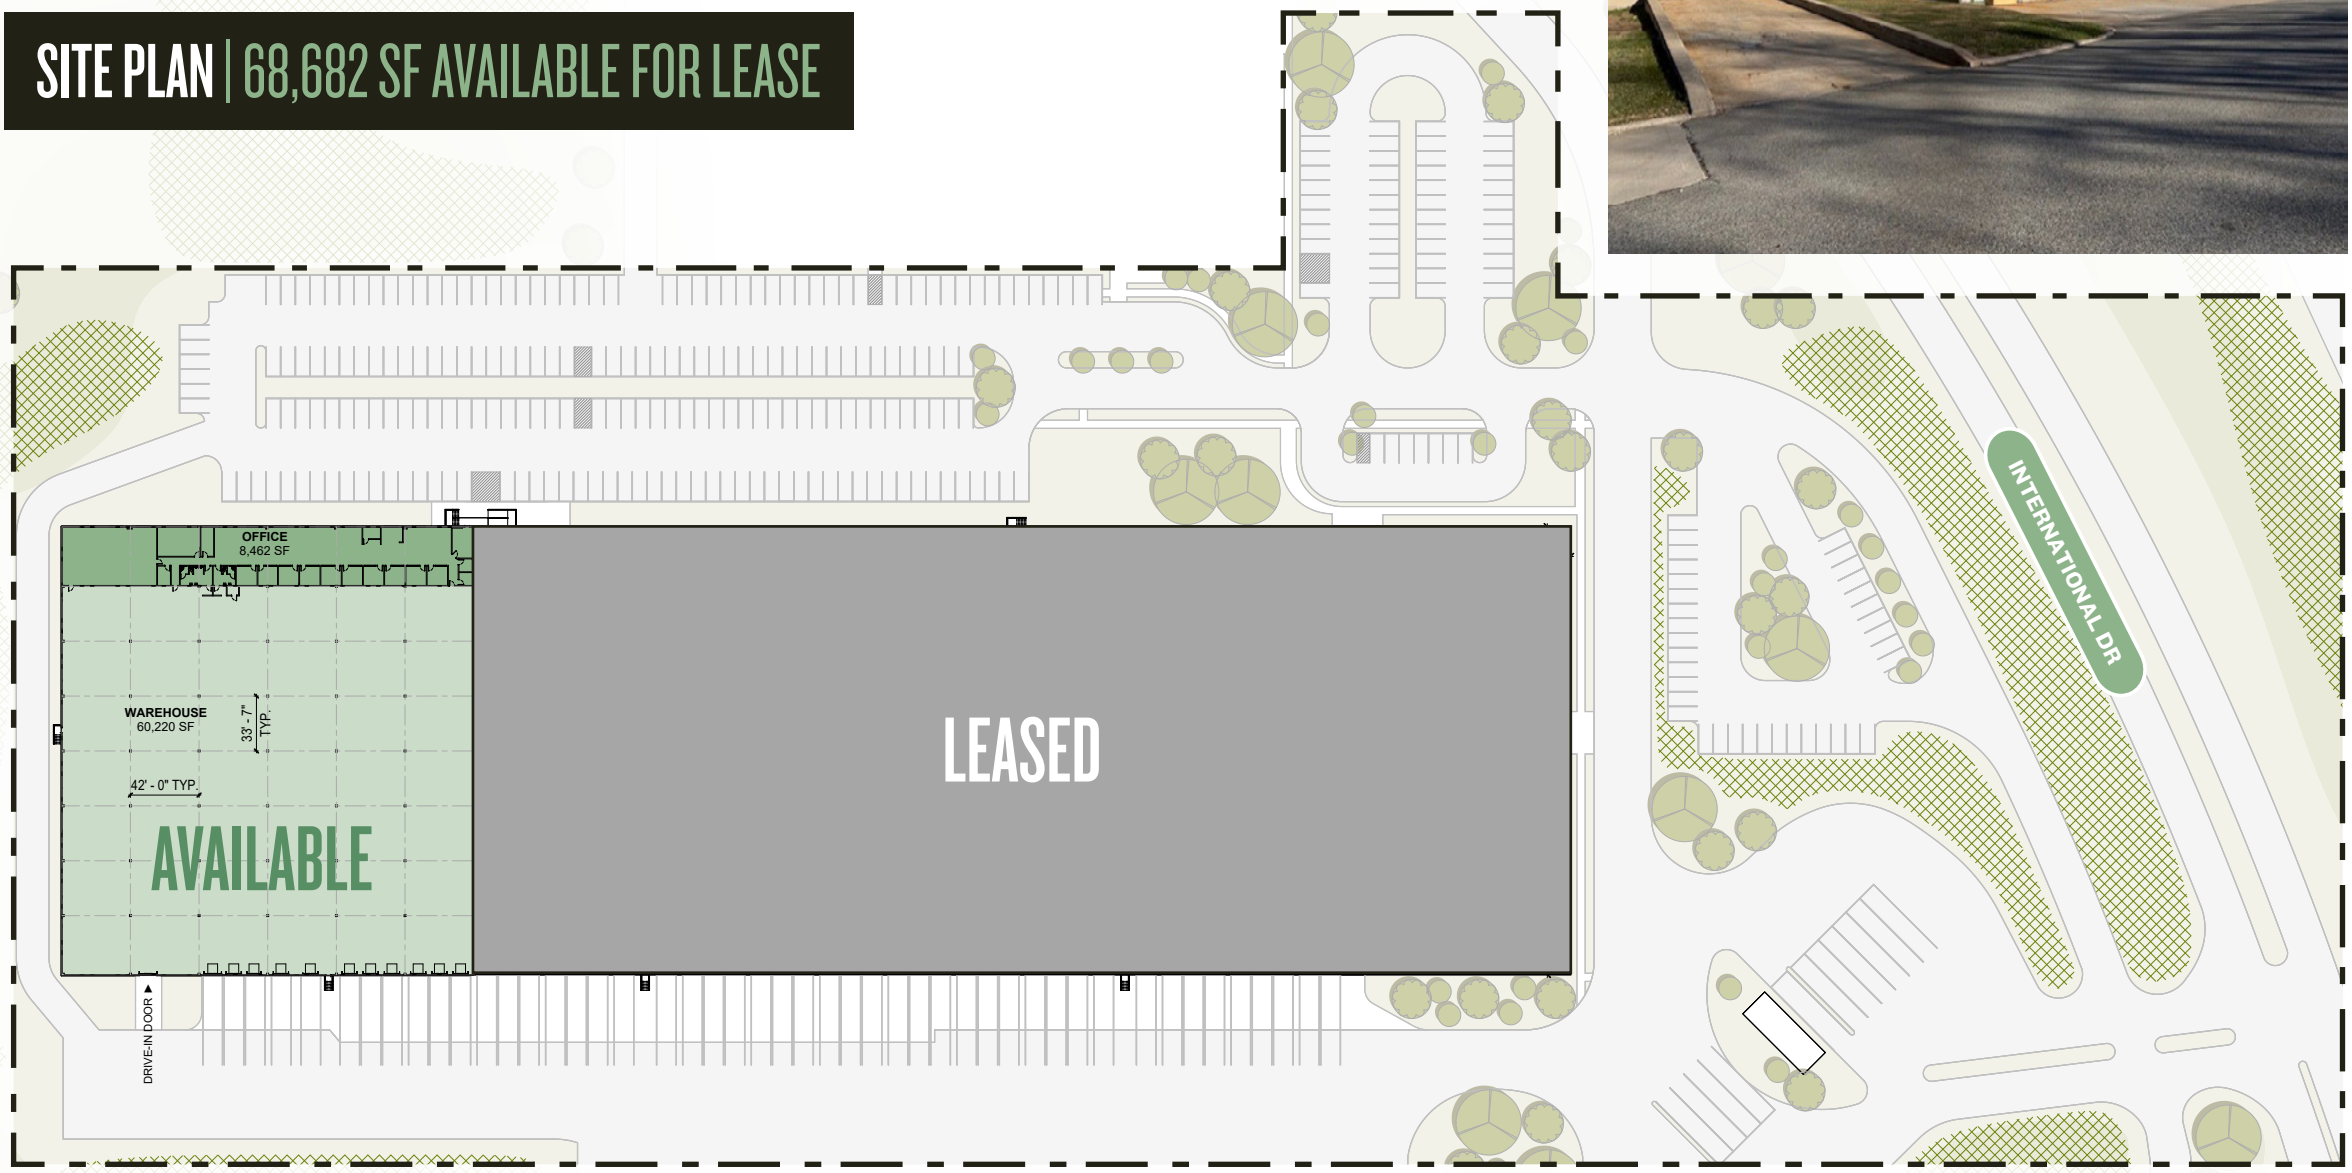 SITE PLAN | 68,682 SF AVAILABLE FOR LEASE
INTERNATIONAL DR
OFFICE
8,462 SF
WAREHOUSE
60,220 SF
33' - 7"
TYP.
42' - 0" TYP.
AVAILABLE
LEASED
DRIVE-IN DOOR